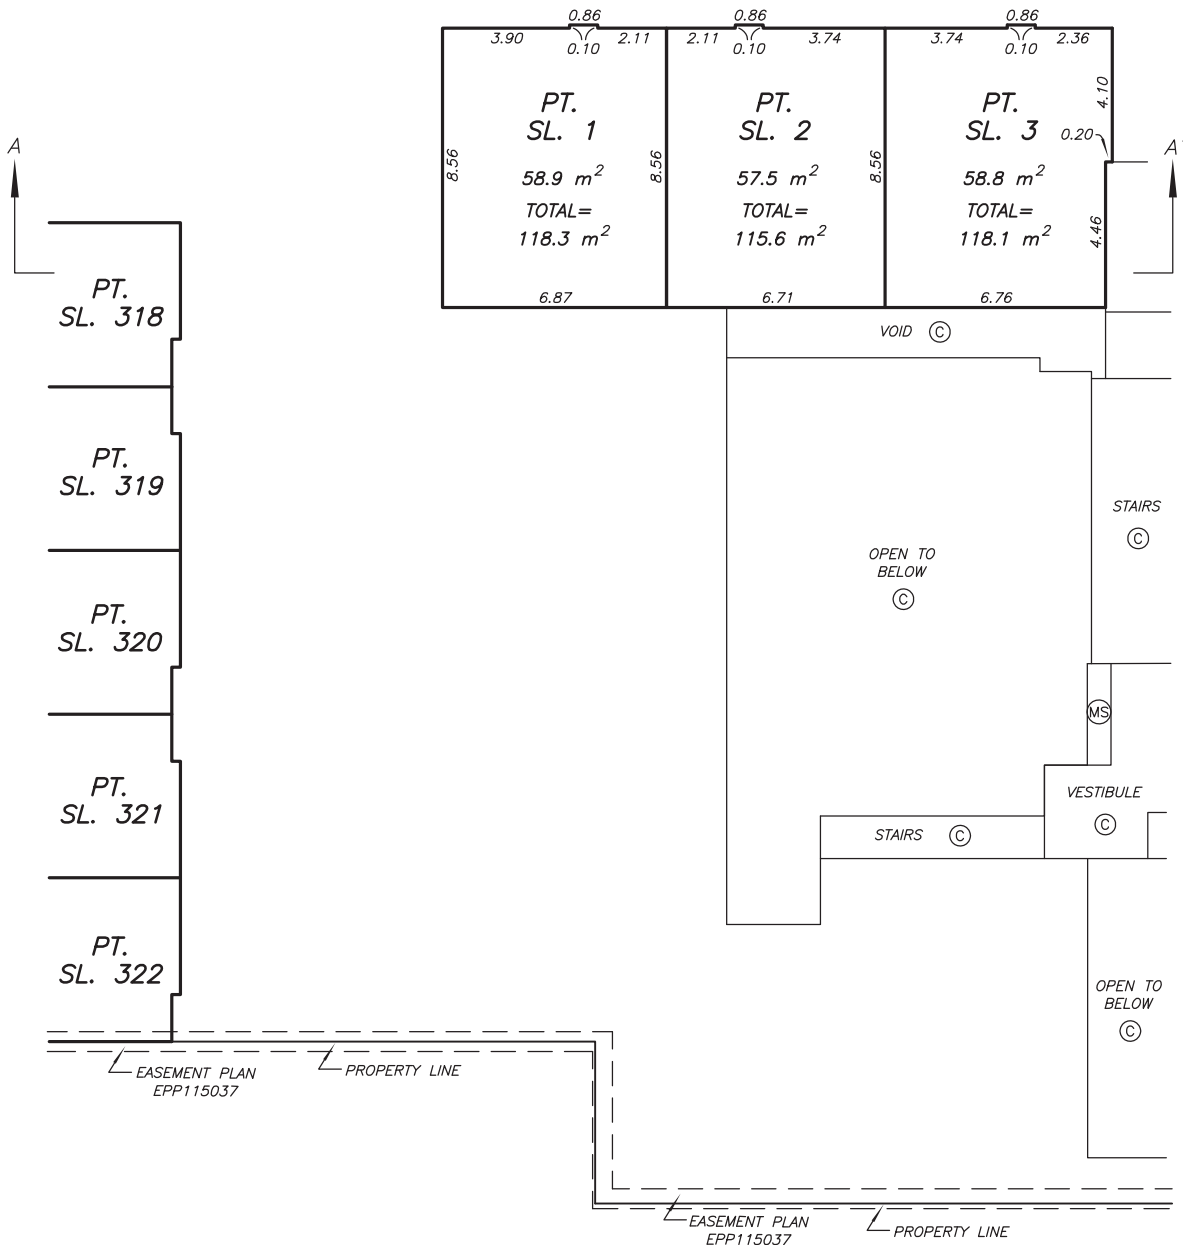 0.86
0.86
0.86
3.90
0.10
2.11
2.11
0.10
3.74
3.74
0.10
2.36
PT.
SL. 1
58.9 m²
TOTAL=
118.3 m²
8.56
8.56
6.87
PT.
SL. 2
57.5 m²
TOTAL=
115.6 m²
8.56
6.71
PT.
SL. 3
58.8 m²
TOTAL=
118.1 m²
4.10
0.20
4.46
6.76
A
A'
PT.
SL. 318
PT.
SL. 319
PT.
SL. 320
PT.
SL. 321
PT.
SL. 322
VOID C
OPEN TO
BELOW
C
STAIRS
C
MS
VESTIBULE
C
STAIRS C
OPEN TO
BELOW
C
EASEMENT PLAN
EPP115037
PROPERTY LINE
EASEMENT PLAN
EPP115037
PROPERTY LINE